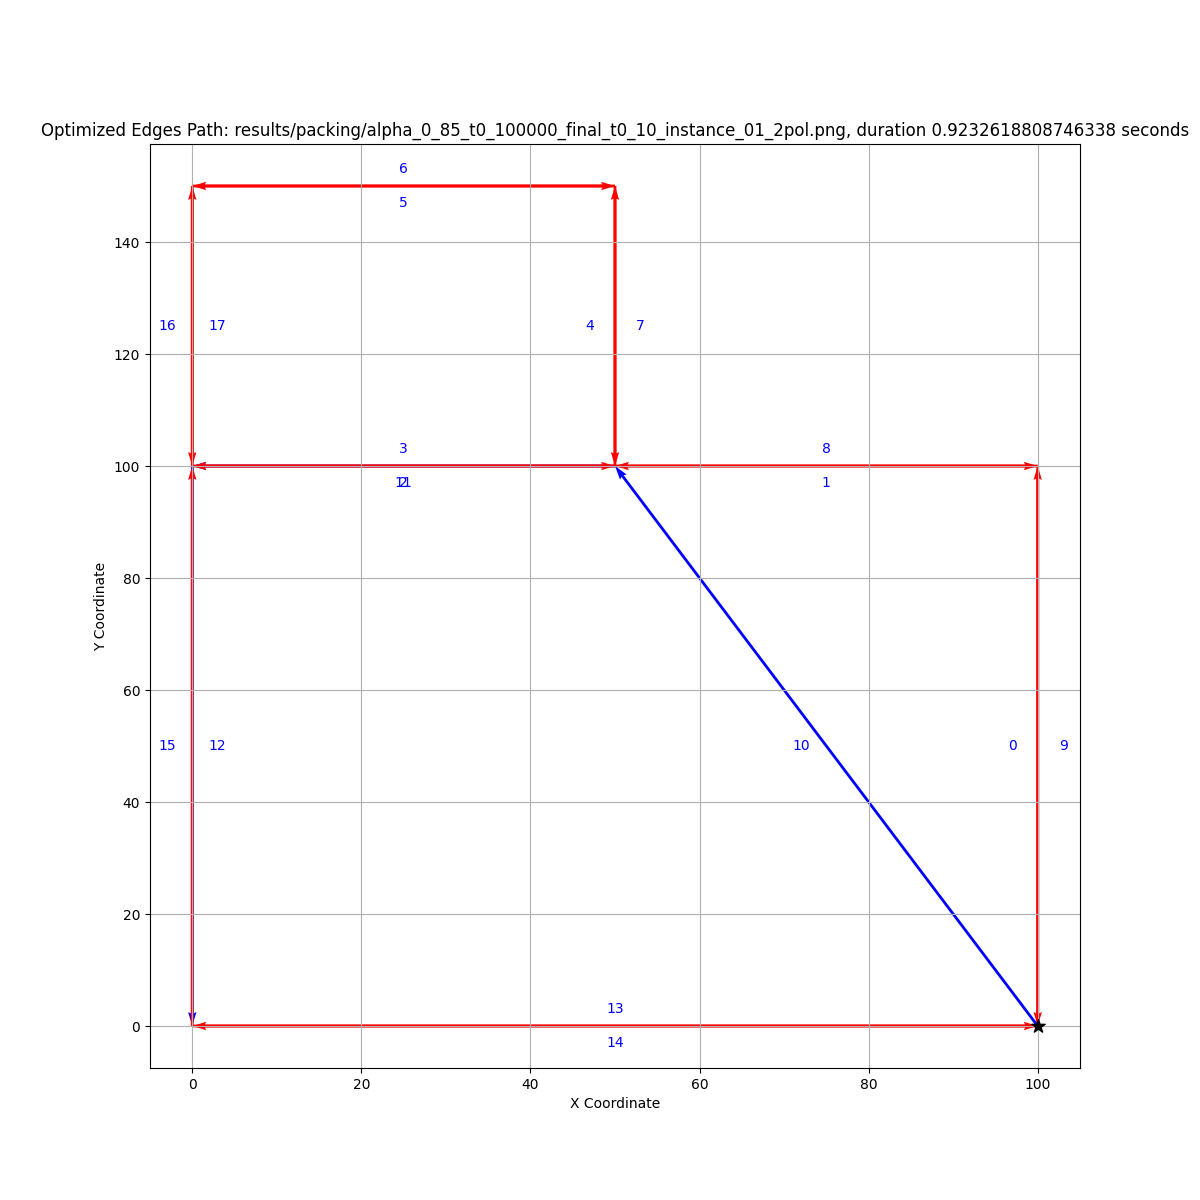 Optimized Edges Path: results/packing/alpha_0_85_t0_100000_final_t0_10_instance_01_2pol.png, duration 0.9232618808746338 seconds
6
5
140
16 17 4 7
120
3 8
100
2 11 1
80
Y Coordinate
60
15 12 10 0 9
40
20
13
0
14
0 20 40 60 80 100
X Coordinate